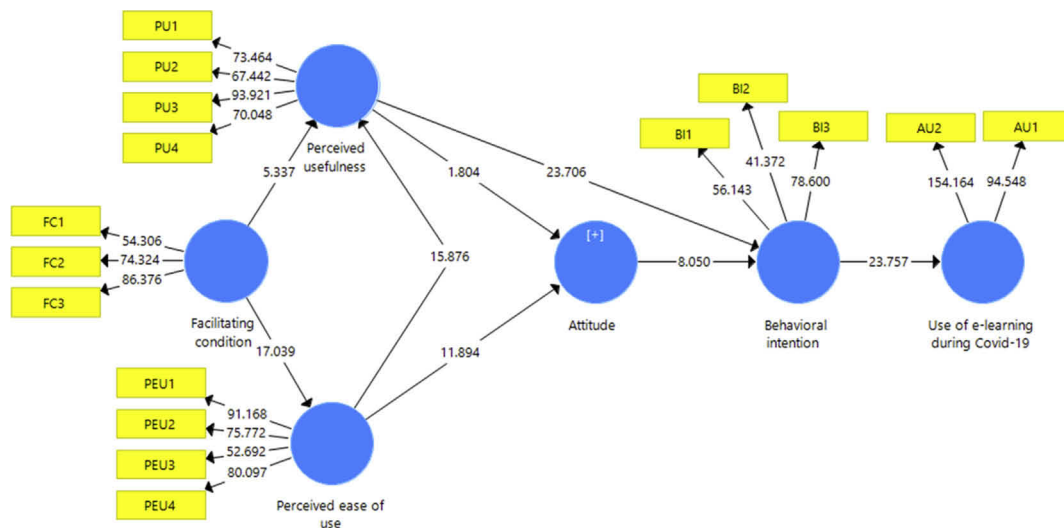 PU1
PU2
PU3
PU4
73.464
67.442
93.921
70.048
Perceived
usefulness
BI2
BI1
BI3
AU2
AU1
41.372
56.143
78.600
154.164
94.548
5.337
1.804
23.706
FC1
FC2
FC3
54.306
74.324
86.376
Facilitating
condition
15.876
[+]
Attitude
8.050
Behavioral
intention
23.757
Use of e-learning
during Covid-19
17.039
11.894
PEU1
PEU2
PEU3
PEU4
91.168
75.772
52.692
80.097
Perceived ease of
use